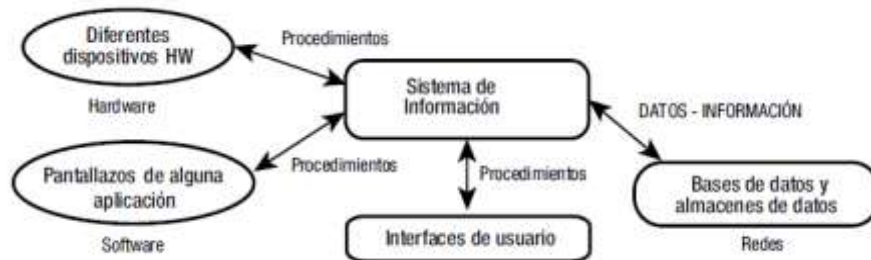 Diferentes
dispositivos HW
Hardware
Procedimientos
Sistema de
Información
DATOS - INFORMACIÓN
Pantallazos de alguna
aplicación
Software
Procedimientos
Procedimientos
Interfaces de usuario
Bases de datos y
almacenes de datos
Redes